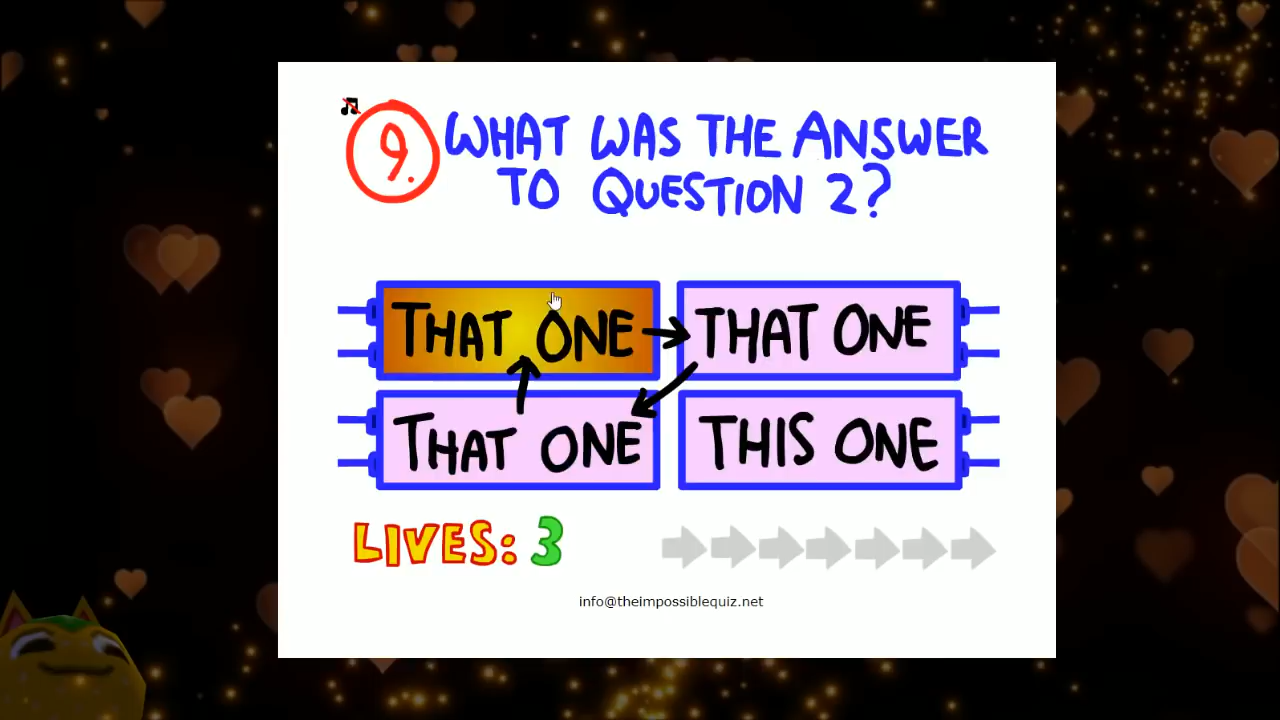 9. WHAT WAS THE ANSWER
TO QUESTION 2?
THAT ONE THAT ONE
THAT ONE THIS ONE
LIVES: 3
info@theimpossiblequiz.net